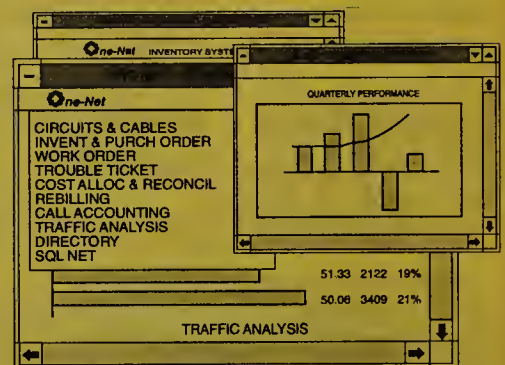 One-Net INVENTORY SYST
One-Net
QUARTERLY PERFORMANCE
CIRCUITS & CABLES
INVENT & PURCH ORDER
WORK ORDER
TROUBLE TICKET
COST ALLOC & RECONCIL
REBILLING
CALL ACCOUNTING
TRAFFIC ANALYSIS
DIRECTORY
SQL NET
51.33 2122 19%
50.06 3409 21%
TRAFFIC ANALYSIS